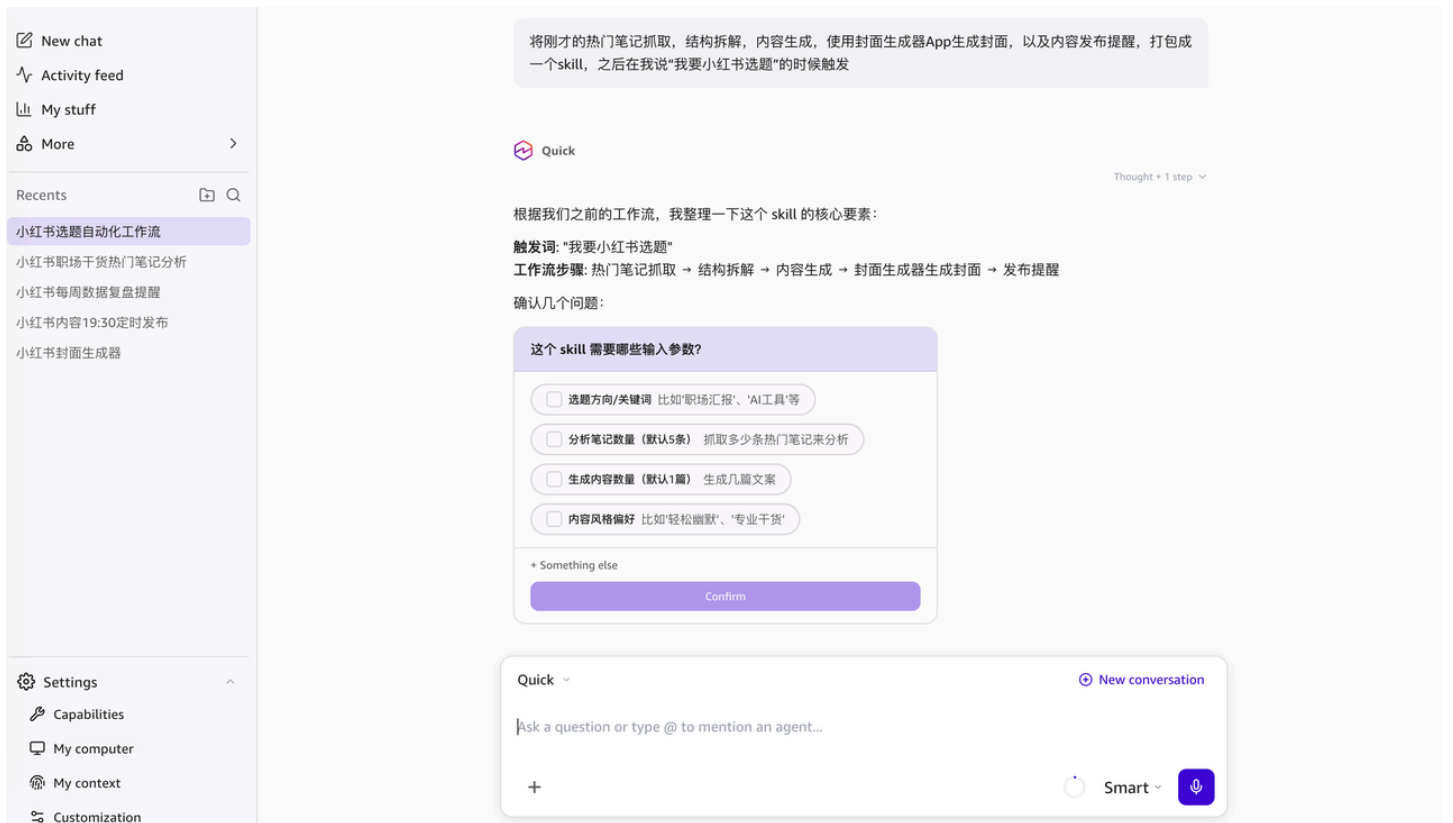 New chat
Activity feed
My stuff
More
Recents
小红书选题自动化工作流
小红书职场干货热门笔记分析
小红书每周数据复盘提醒
小红书内容19:30定时发布
小红书封面生成器
Settings
Capabilities
My computer
My context
Customization
将刚才的热门笔记抓取，结构拆解，内容生成，使用封面生成器App生成封面，以及内容发布提醒，打包成
一个skill，之后在我说“我要小红书选题”的时候触发
Quick
Thought + 1 step
根据我们之前的工作流，我整理一下这个 skill 的核心要素：
触发词: "我要小红书选题"
工作流步骤: 热门笔记抓取 → 结构拆解 → 内容生成 → 封面生成器生成封面 → 发布提醒
确认几个问题：
这个 skill 需要哪些输入参数?
选题方向/关键词 比如'职场汇报'、'AI工具'等
分析笔记数量（默认5条） 抓取多少条热门笔记来分析
生成内容数量（默认1篇） 生成几篇文案
内容风格偏好 比如'轻松幽默'、'专业干货'
+ Something else
Confirm
Quick
New conversation
Ask a question or type @ to mention an agent...
Smart